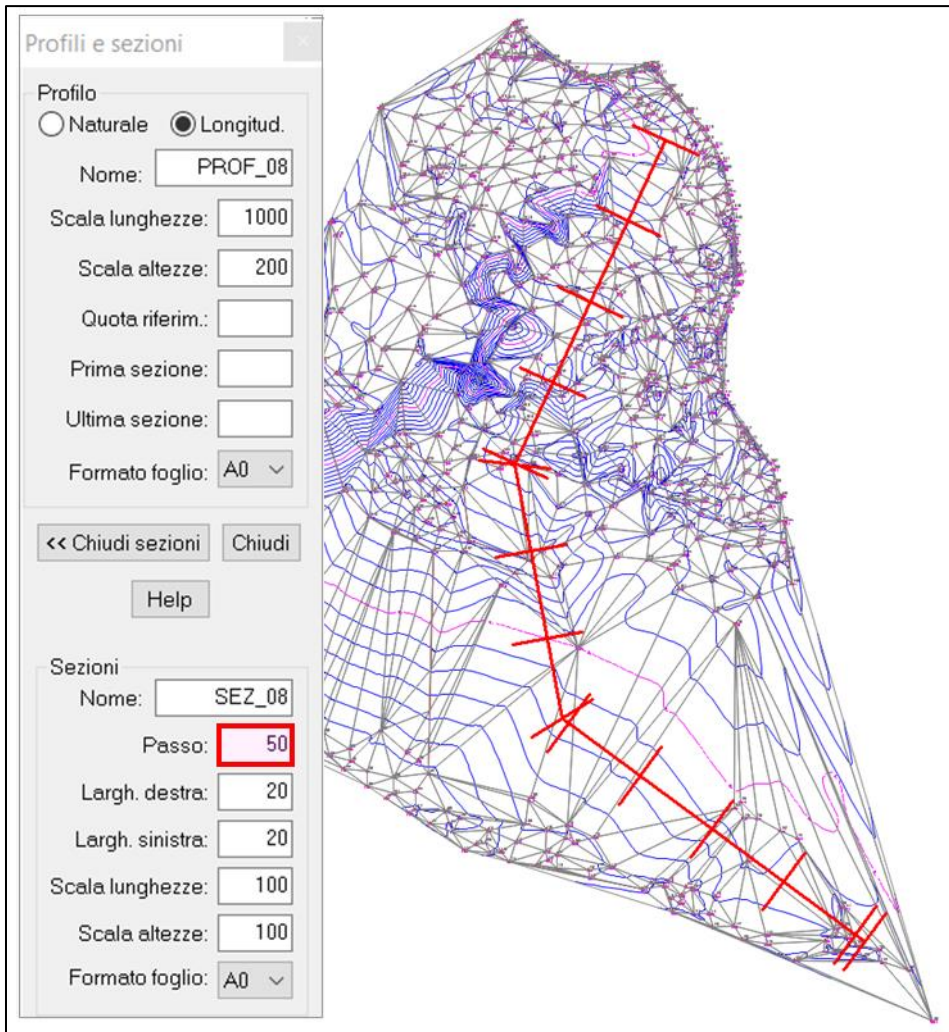 Profili e sezioni
Profilo
Naturale Longitud.
Nome: PROF_08
Scala lunghezze: 1000
Scala altezze: 200
Quota riferim.:
Prima sezione:
Ultima sezione:
Formato foglio: A0
<< Chiudi sezioni Chiudi
Help
Sezioni
Nome: SEZ_08
Passo: 50
Largh. destra: 20
Largh. sinistra: 20
Scala lunghezze: 100
Scala altezze: 100
Formato foglio: A0